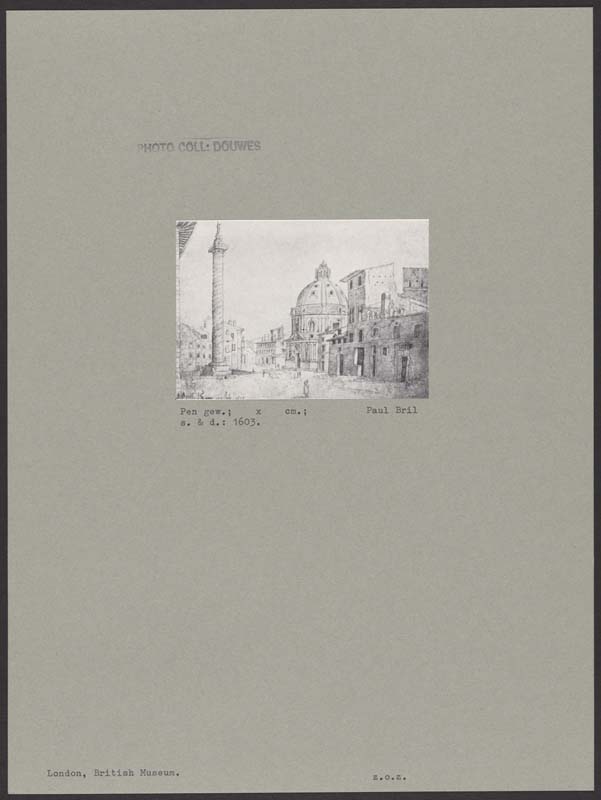 PHOTO COLL: DOUWES
Pen gew.; x cm.; Paul Bril
s. & d.: 1603.
London, British Museum.
z.o.z.